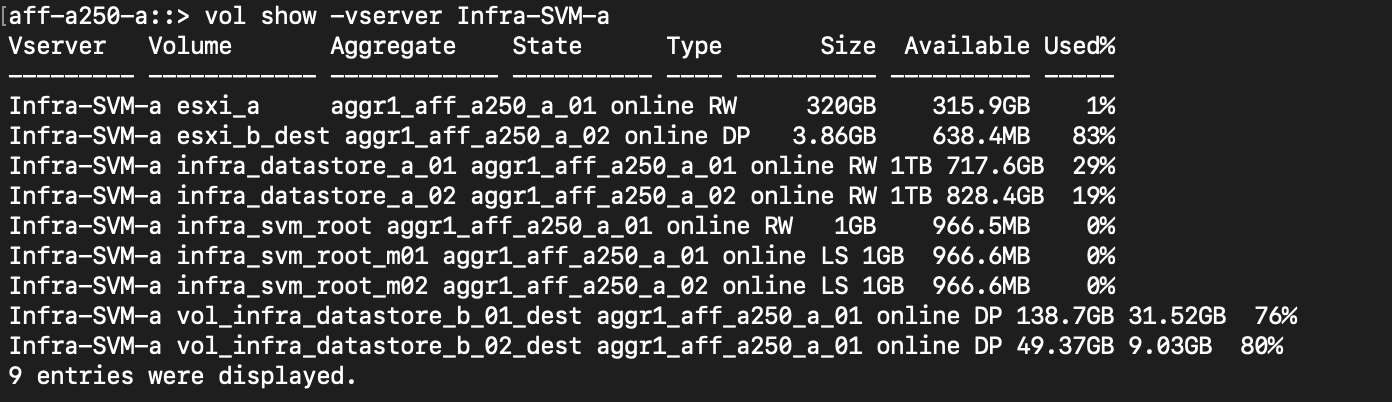 [aff-a250-a::> vol show -vserver Infra-SVM-a
Vserver   Volume       Aggregate    State      Type       Size  Available Used%
--------- ------------ ------------ ---------- ---- ---------- ---------- -----
Infra-SVM-a esxi_a     aggr1_aff_a250_a_01 online RW     320GB    315.9GB    1%
Infra-SVM-a esxi_b_dest aggr1_aff_a250_a_02 online DP   3.86GB    638.4MB   83%
Infra-SVM-a infra_datastore_a_01 aggr1_aff_a250_a_01 online RW 1TB 717.6GB  29%
Infra-SVM-a infra_datastore_a_02 aggr1_aff_a250_a_02 online RW 1TB 828.4GB  19%
Infra-SVM-a infra_svm_root aggr1_aff_a250_a_01 online RW   1GB    966.5MB    0%
Infra-SVM-a infra_svm_root_m01 aggr1_aff_a250_a_01 online LS 1GB  966.6MB    0%
Infra-SVM-a infra_svm_root_m02 aggr1_aff_a250_a_02 online LS 1GB  966.6MB    0%
Infra-SVM-a vol_infra_datastore_b_01_dest aggr1_aff_a250_a_01 online DP 138.7GB 31.52GB  76%
Infra-SVM-a vol_infra_datastore_b_02_dest aggr1_aff_a250_a_01 online DP 49.37GB 9.03GB  80%
9 entries were displayed.